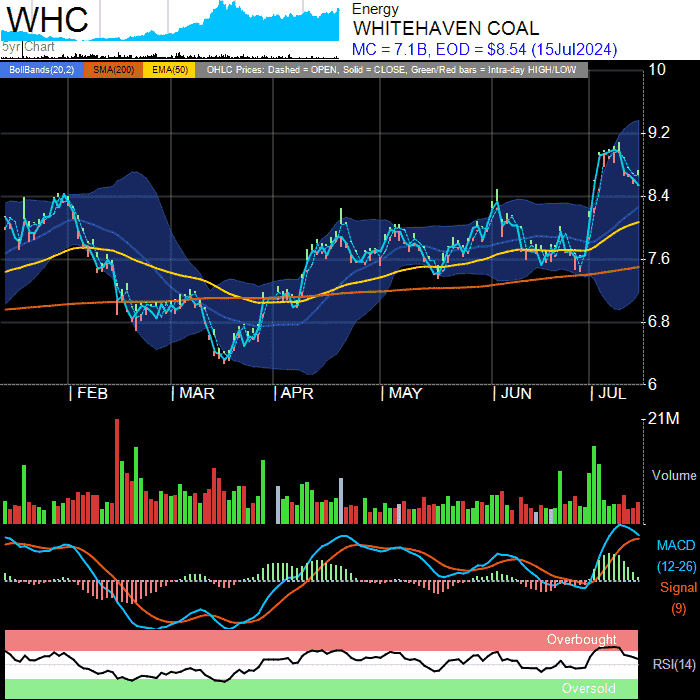 WHC
5yr Chart
Energy
WHITEHAVEN COAL
MC = 7.1B, EOD = $8.54 (15Jul2024)
BollBands(20,2) SMA(200) EMA(50) OHLC Prices: Dashed = OPEN, Solid = CLOSE, Green/Red bars = Intra-day HIGH/LOW
10
9.2
8.4
7.6
6.8
6
FEB MAR APR MAY JUN JUL
21M
Volume
MACD
(12-26)
Signal
(9)
Overbought
RSI(14)
Oversold